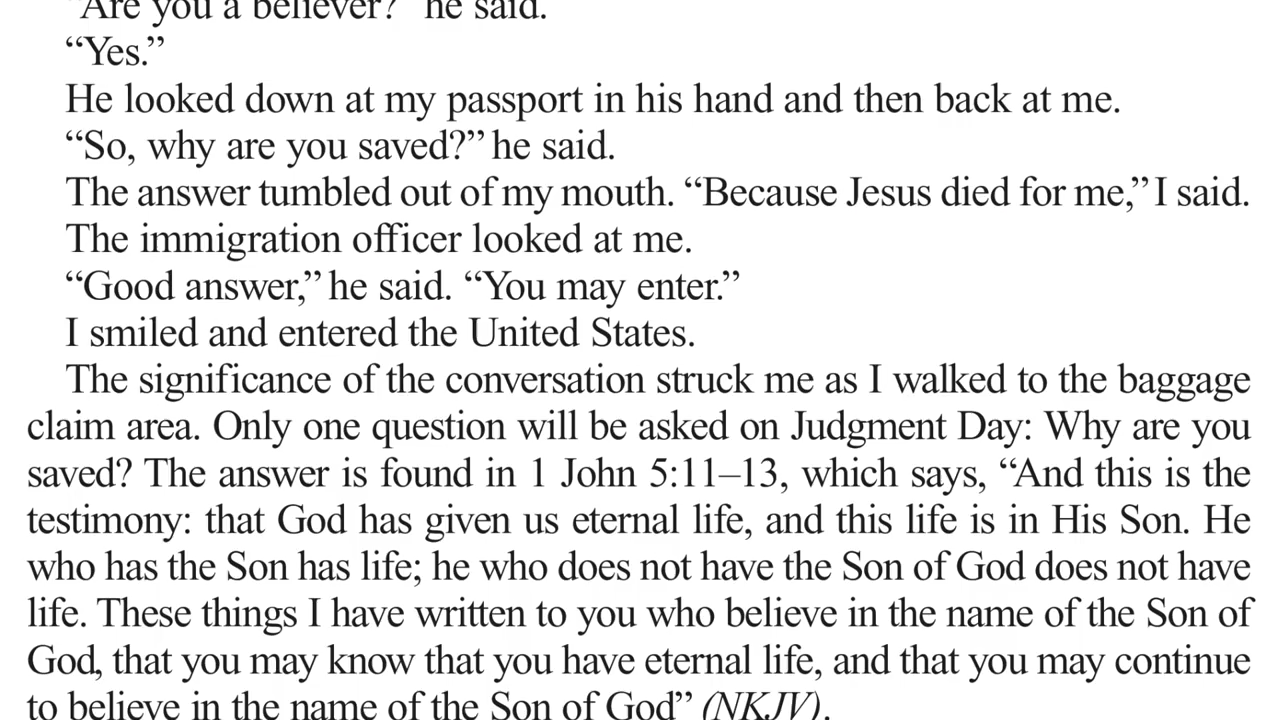 “Are you a believer?” he said.
“Yes.”
He looked down at my passport in his hand and then back at me.
“So, why are you saved?” he said.
The answer tumbled out of my mouth. “Because Jesus died for me,” I said.
The immigration officer looked at me.
“Good answer,” he said. “You may enter.”
I smiled and entered the United States.
The significance of the conversation struck me as I walked to the baggage
claim area. Only one question will be asked on Judgment Day: Why are you
saved? The answer is found in 1 John 5:11–13, which says, “And this is the
testimony: that God has given us eternal life, and this life is in His Son. He
who has the Son has life; he who does not have the Son of God does not have
life. These things I have written to you who believe in the name of the Son of
God, that you may know that you have eternal life, and that you may continue
to believe in the name of the Son of God” (NKJV).